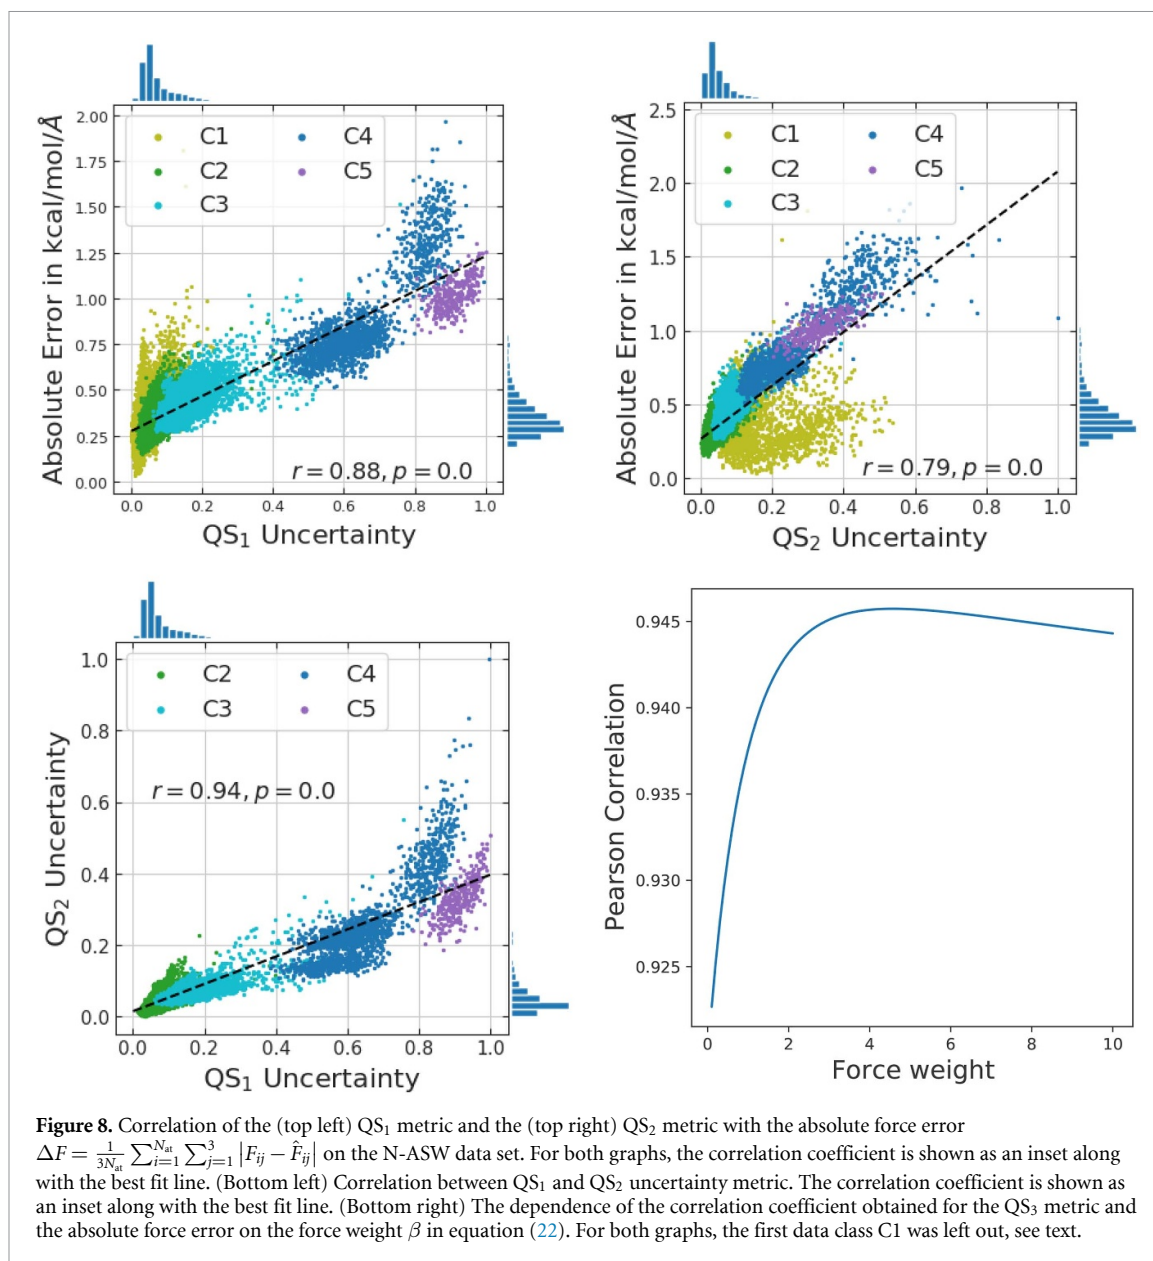 2.00
1.75
1.50
1.25
1.00
0.75
0.50
0.25
0.00
Absolute Error in kcal/mol/Å
C1
C2
C3
C4
C5
r = 0.88, p = 0.0
0.0 0.2 0.4 0.6 0.8 1.0
QS₁ Uncertainty
2.5
2.0
1.5
1.0
0.5
0.0
Absolute Error in kcal/mol/Å
C1
C2
C3
C4
C5
r = 0.79, p = 0.0
0.0 0.2 0.4 0.6 0.8 1.0
QS₂ Uncertainty
1.0
0.8
0.6
0.4
0.2
0.0
QS₂ Uncertainty
C2
C3
C4
C5
r = 0.94, p = 0.0
0.0 0.2 0.4 0.6 0.8 1.0
QS₁ Uncertainty
0.945
0.940
0.935
0.930
0.925
Pearson Correlation
0 2 4 6 8 10
Force weight
Figure 8. Correlation of the (top left) QS₁ metric and the (top right) QS₂ metric with the absolute force error
ΔF = 1/(3N_at) ∑_{i=1}^{N_at} ∑_{j=1}^{3} |F_ij − F̂_ij| on the N-ASW data set. For both graphs, the correlation coefficient is shown as an inset along
with the best fit line. (Bottom left) Correlation between QS₁ and QS₂ uncertainty metric. The correlation coefficient is shown as
an inset along with the best fit line. (Bottom right) The dependence of the correlation coefficient obtained for the QS₃ metric and
the absolute force error on the force weight β in equation (22). For both graphs, the first data class C1 was left out, see text.